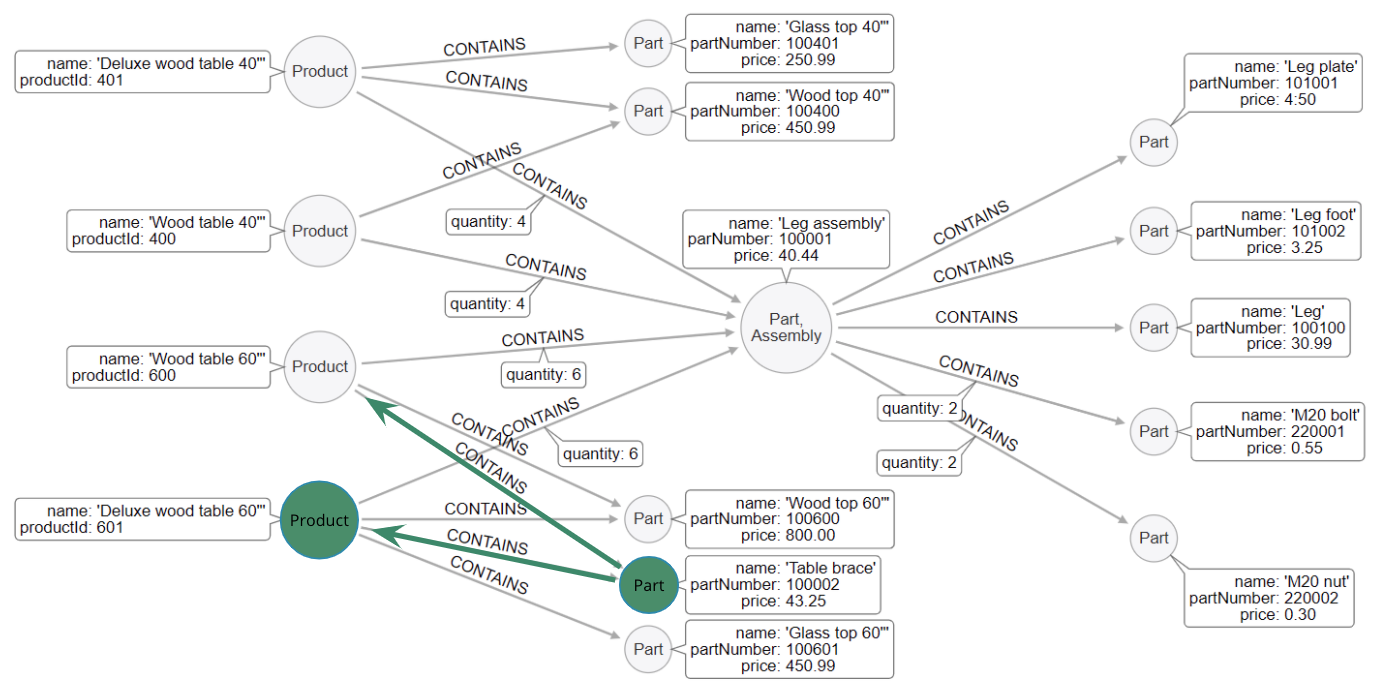 name: 'Deluxe wood table 40"'
productId: 401
Product
CONTAINS
CONTAINS
CONTAINS
Part
name: 'Glass top 40"'
partNumber: 100401
price: 250.99
Part
name: 'Wood top 40"'
partNumber: 100400
price: 450.99
name: 'Wood table 40"'
productId: 400
Product
CONTAINS
CONTAINS
quantity: 4
quantity: 4
name: 'Leg assembly'
parNumber: 100001
price: 40.44
Part,
Assembly
name: 'Wood table 60"'
productId: 600
Product
CONTAINS
quantity: 6
CONTAINS
CONTAINS
CONTAINS
quantity: 6
name: 'Deluxe wood table 60"'
productId: 601
Product
CONTAINS
CONTAINS
CONTAINS
Part
name: 'Wood top 60"'
partNumber: 100600
price: 800.00
Part
name: 'Table brace'
partNumber: 100002
price: 43.25
Part
name: 'Glass top 60"'
partNumber: 100601
price: 450.99
CONTAINS
CONTAINS
CONTAINS
CONTAINS
quantity: 2
CONTAINS
quantity: 2
name: 'Leg plate'
partNumber: 101001
price: 4:50
Part
Part
name: 'Leg foot'
partNumber: 101002
price: 3.25
Part
name: 'Leg'
partNumber: 100100
price: 30.99
Part
name: 'M20 bolt'
partNumber: 220001
price: 0.55
Part
name: 'M20 nut'
partNumber: 220002
price: 0.30